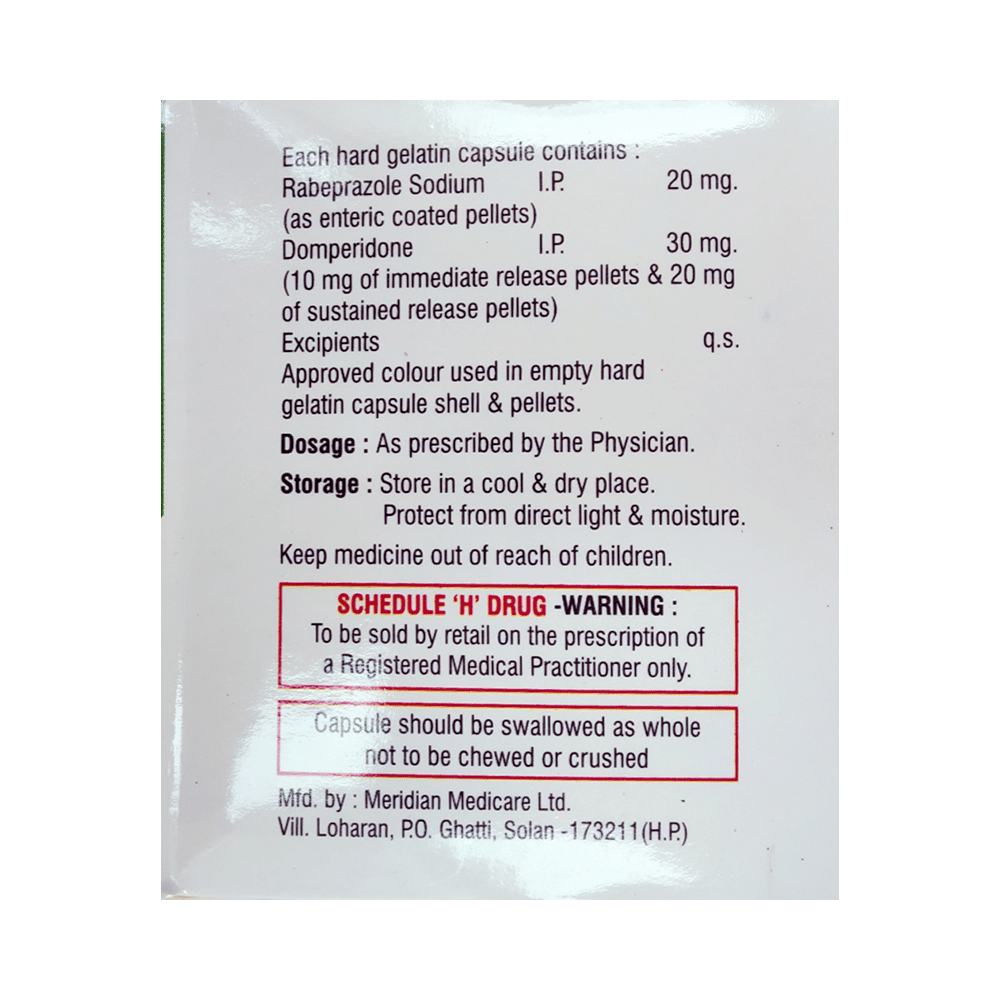 Each hard gelatin capsule contains :
Rabeprazole Sodium I.P. 20 mg.
(as enteric coated pellets)
Domperidone I.P. 30 mg.
(10 mg of immediate release pellets & 20 mg
of sustained release pellets)
Excipients q.s.
Approved colour used in empty hard
gelatin capsule shell & pellets.
Dosage : As prescribed by the Physician.
Storage : Store in a cool & dry place.
Protect from direct light & moisture.
Keep medicine out of reach of children.
SCHEDULE 'H' DRUG -WARNING :
To be sold by retail on the prescription of
a Registered Medical Practitioner only.
Capsule should be swallowed as whole
not to be chewed or crushed
Mfd. by : Meridian Medicare Ltd.
Vill. Loharan, P.O. Ghatti, Solan -173211(H.P.)